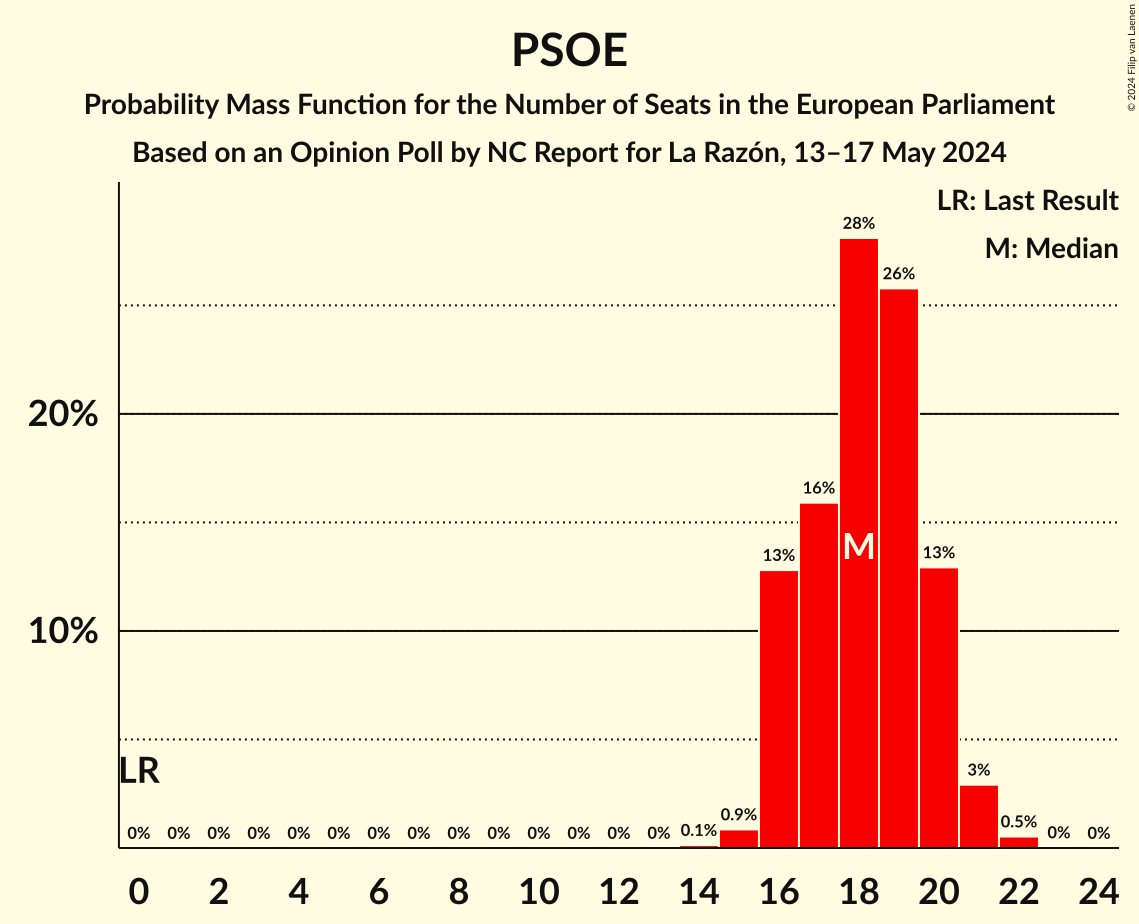 © 2024 Filip van Laenen
PSOE
Probability Mass Function for the Number of Seats in the European Parliament
Based on an Opinion Poll by NC Report for La Razón, 13–17 May 2024
LR: Last Result
M: Median
28%
26%
20%
16%
M
13%
13%
10%
LR
3%
0% 0% 0% 0% 0% 0% 0% 0% 0% 0% 0% 0% 0% 0% 0.1% 0.9% 0.5% 0% 0%
0 2 4 6 8 10 12 14 16 18 20 22 24